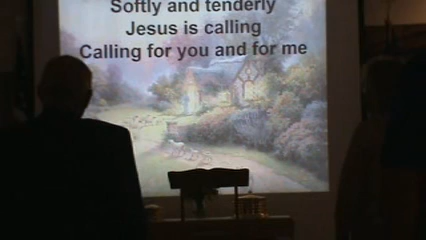 Softly and tenderly
Jesus is calling
Calling for you and for me